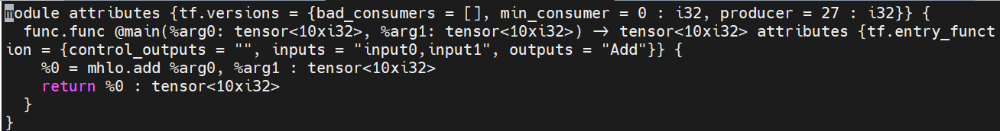 module attributes {tf.versions = {bad_consumers = [], min_consumer = 0 : i32, producer = 27 : i32}} {
  func.func @main(%arg0: tensor<10xi32>, %arg1: tensor<10xi32>) -> tensor<10xi32> attributes {tf.entry_funct
ion = {control_outputs = "", inputs = "input0,input1", outputs = "Add"}} {
    %0 = mhlo.add %arg0, %arg1 : tensor<10xi32>
    return %0 : tensor<10xi32>
  }
}